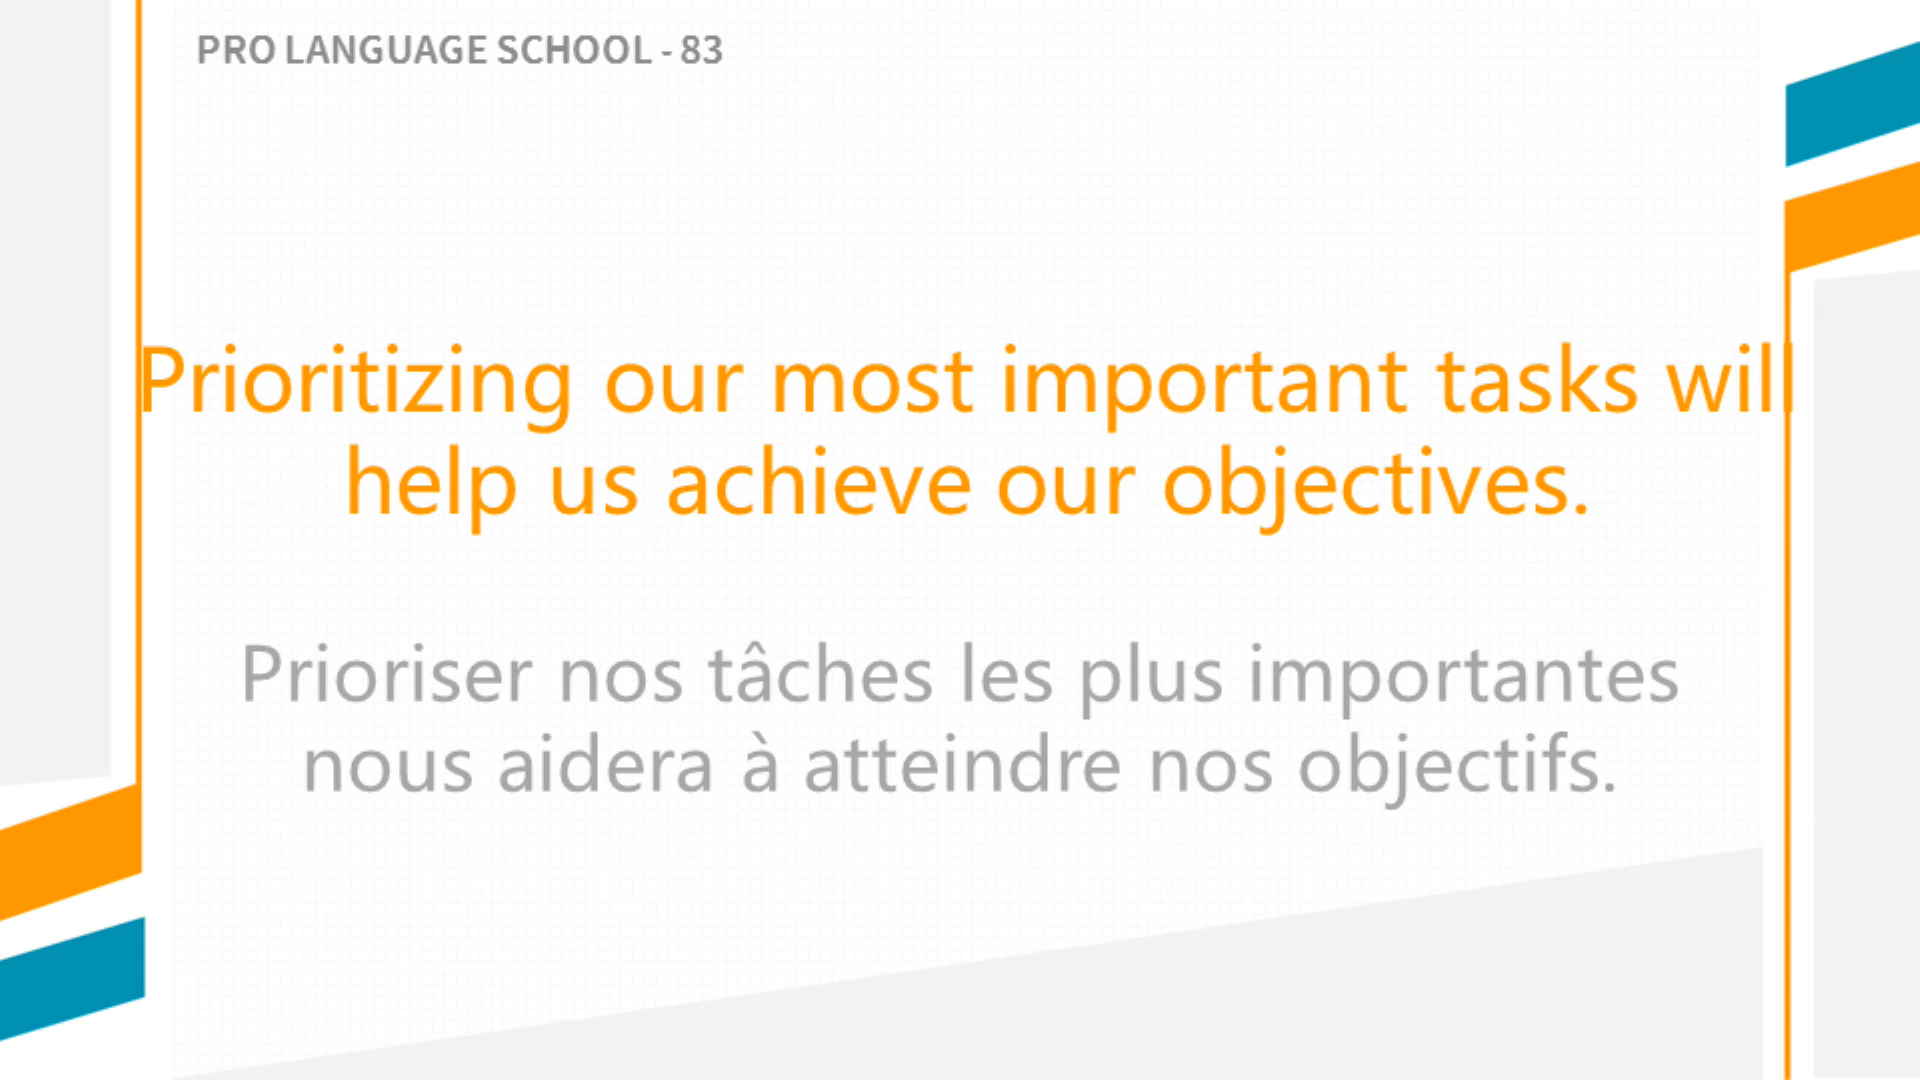 PRO LANGUAGE SCHOOL - 83
Prioritizing our most important tasks will
help us achieve our objectives.
Prioriser nos tâches les plus importantes
nous aidera à atteindre nos objectifs.